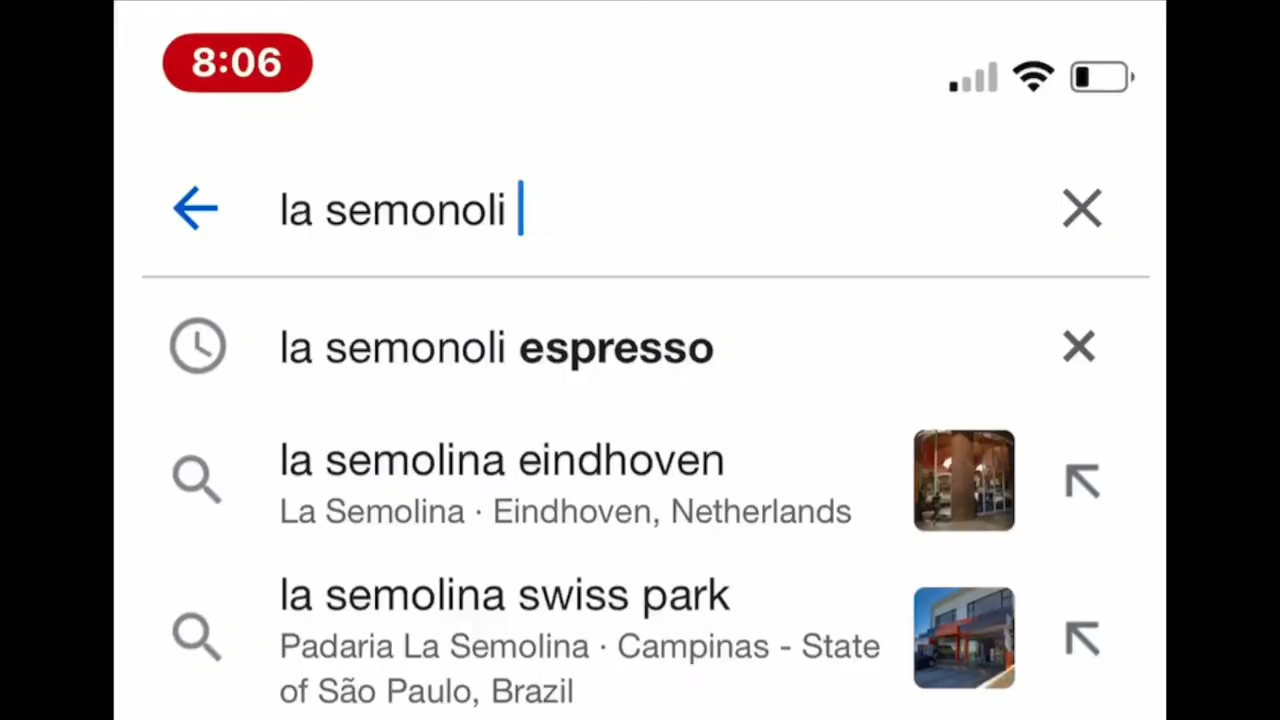 8:06
la semonoli
la semonoli espresso
la semolina eindhoven
La Semolina · Eindhoven, Netherlands
la semolina swiss park
Padaria La Semolina · Campinas - State
of São Paulo, Brazil